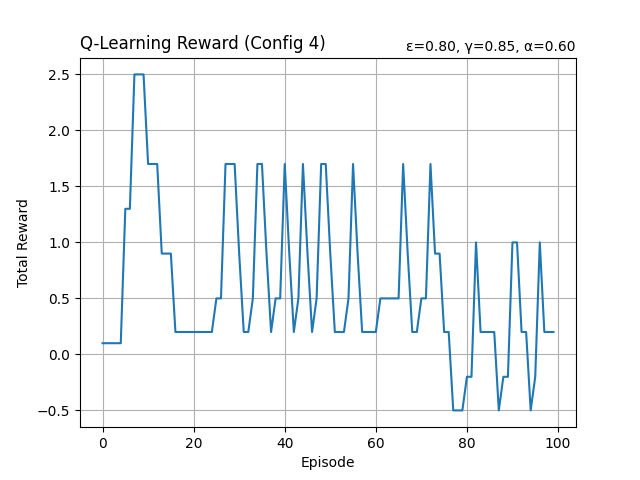 Q-Learning Reward (Config 4)
ε=0.80, γ=0.85, α=0.60
Total Reward
2.5
2.0
1.5
1.0
0.5
0.0
−0.5
0 20 40 60 80 100
Episode